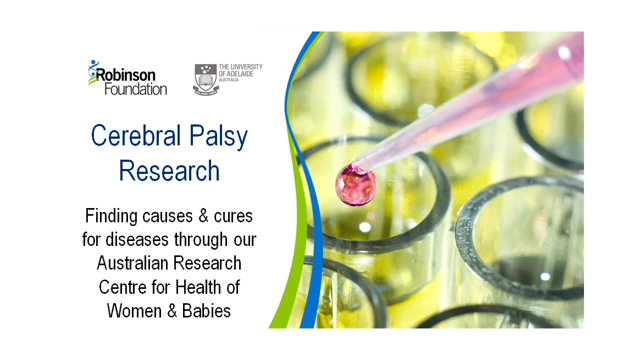 Robinson
Foundation
THE UNIVERSITY
OF ADELAIDE
AUSTRALIA
Cerebral Palsy
Research
Finding causes & cures
for diseases through our
Australian Research
Centre for Health of
Women & Babies